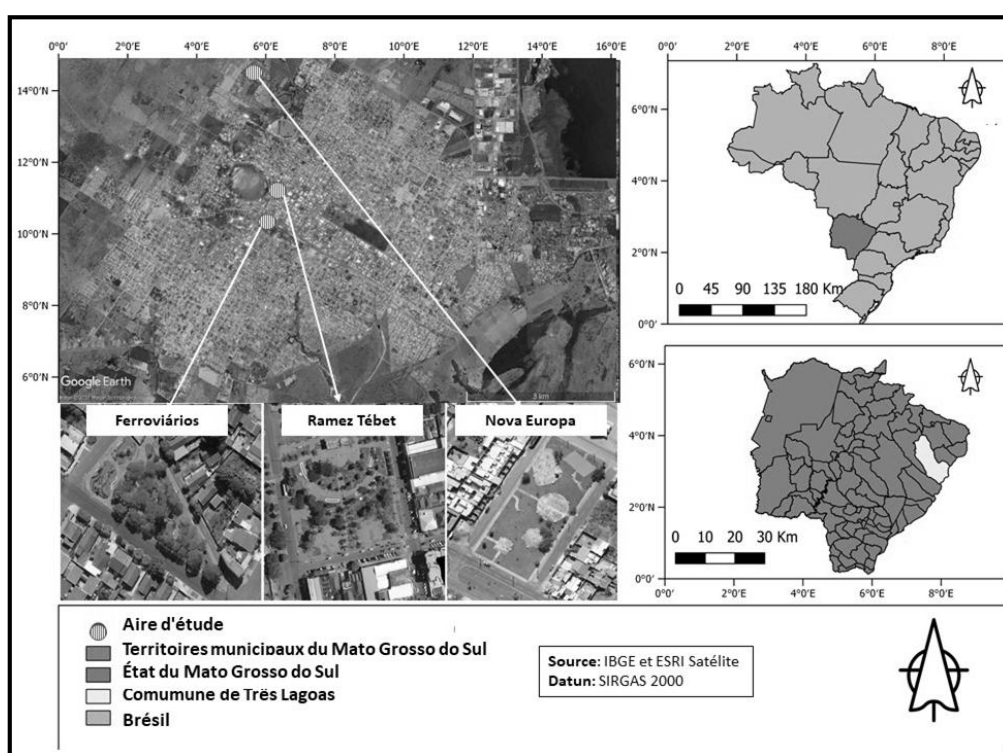 0°0' 2°0'E 4°0'E 6°0'E 8°0'E 10°0'E 12°0'E 14°0'E 16°0'E
14°0'N
12°0'N
10°0'N
8°0'N
6°0'N
Google Earth
3 km
Ferroviários
Ramez Tébet
Nova Europa
0°0' 2°0'E 4°0'E 6°0'E 8°0'E
6°0'N
4°0'N
2°0'N
0°0'
0 45 90 135 180 Km
6°0'N
4°0'N
2°0'N
0°0'
0 10 20 30 Km
0°0' 2°0'E 4°0'E 6°0'E 8°0'E
Aire d'étude
Territoires municipaux du Mato Grosso do Sul
État du Mato Grosso do Sul
Comumune de Três Lagoas
Brésil
Source: IBGE et ESRI Satélite
Datun: SIRGAS 2000